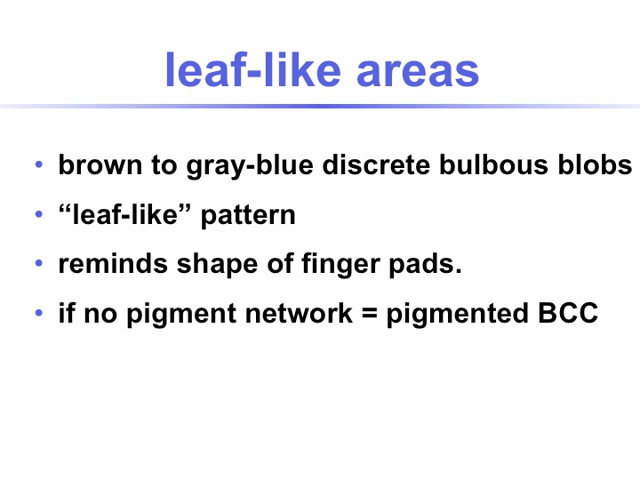 leaf-like areas
• brown to gray-blue discrete bulbous blobs
• “leaf-like” pattern
• reminds shape of finger pads.
• if no pigment network = pigmented BCC